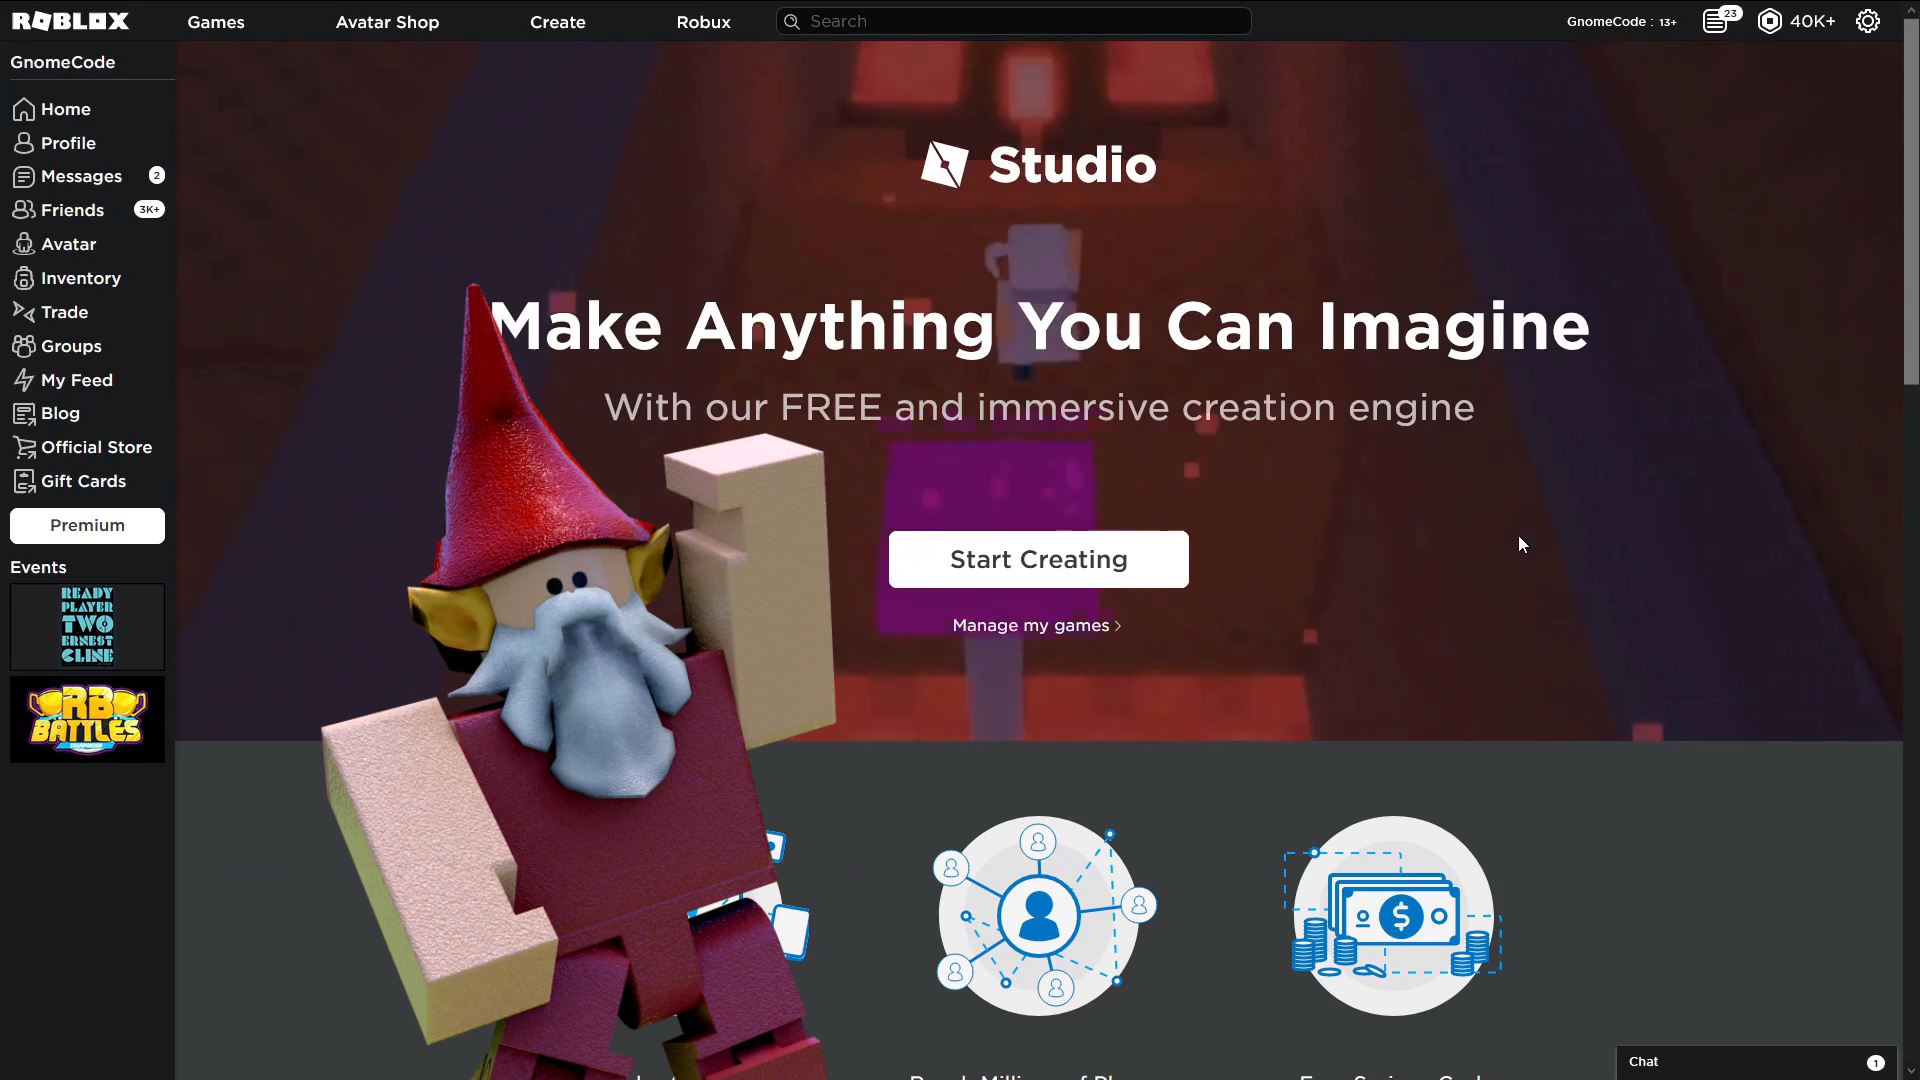 ROBLOX
Games
Avatar Shop
Create
Robux
Search
GnomeCode : 13+
23
40K+
GnomeCode
Home
Profile
Messages
2
Friends
3K+
Avatar
Inventory
Trade
Groups
My Feed
Blog
Official Store
Gift Cards
Premium
Events
READY
PLAYER
TWO
ERNEST
CLINE
RB
BATTLES
CHAMPIONSHIP
Studio
Make Anything You Can Imagine
With our FREE and immersive creation engine
Start Creating
Manage my games
Chat
1